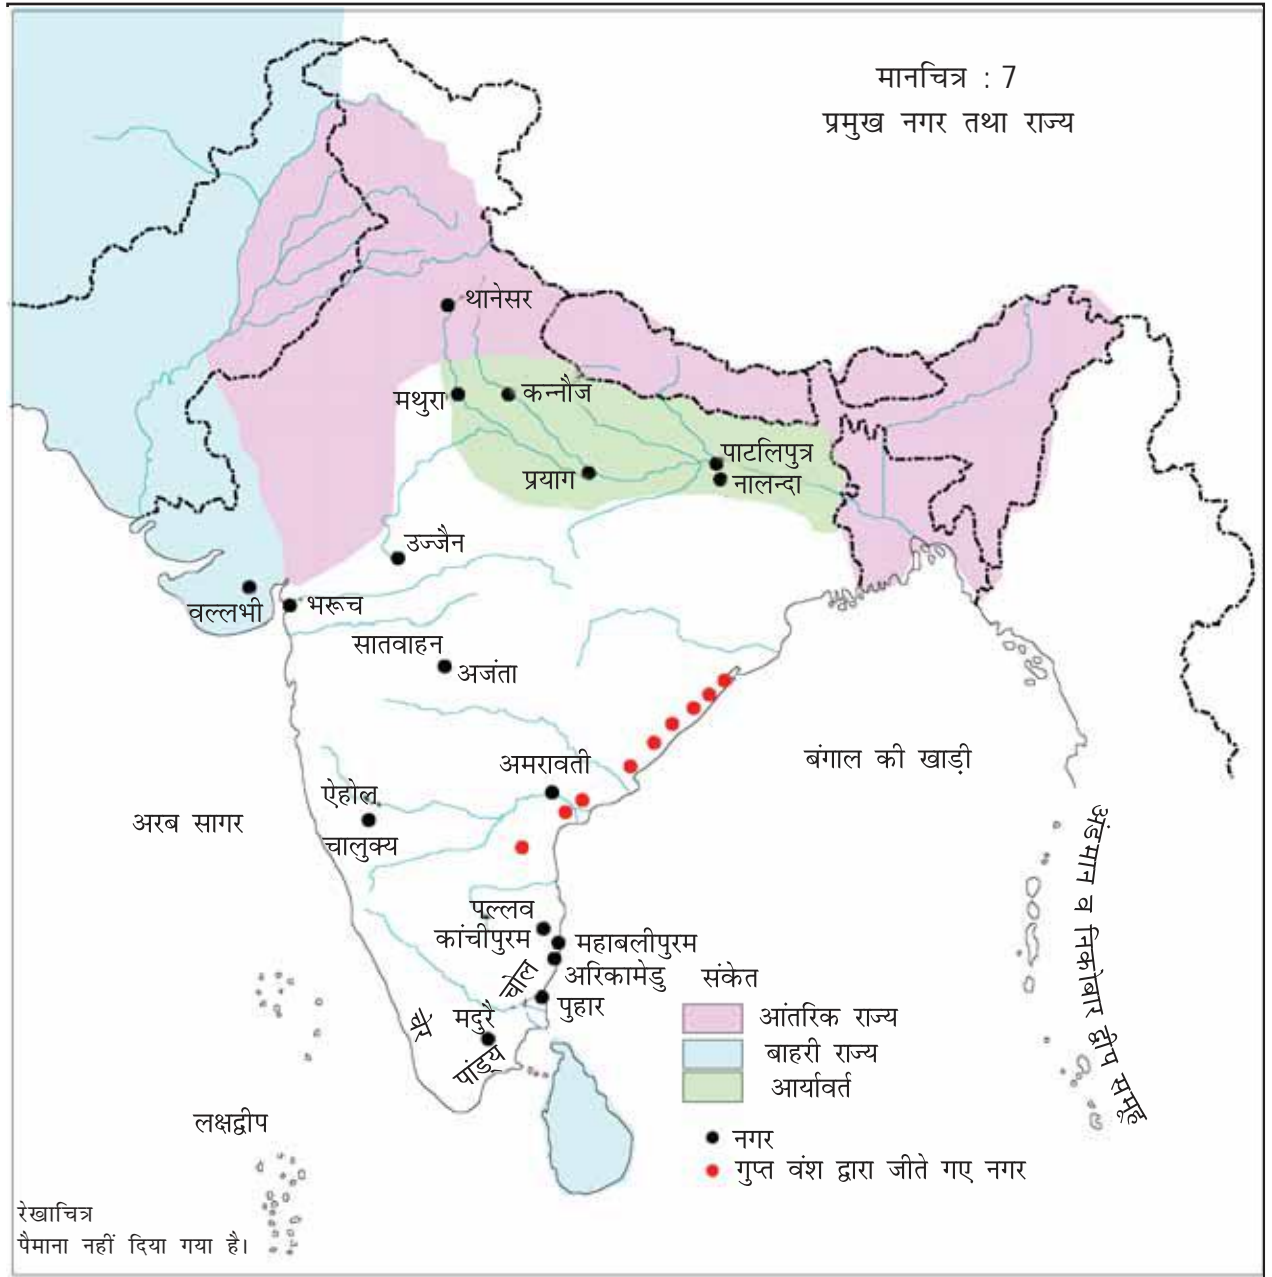 मानचित्र : 7
प्रमुख नगर तथा राज्य
थानेसर
मथुरा
कन्नौज
पाटलिपुत्र
प्रयाग
नालन्दा
उज्जैन
वल्लभी
भरूच
सातवाहन
अजंता
अमरावती
बंगाल की खाड़ी
ऐहोल
अरब सागर
चालुक्य
अंडमान व निकोबार द्वीप समूह
पल्लव
कांचीपुरम
महाबलीपुरम
चोल
अरिकामेडु
पुहार
चेर
मदुरै
पांड्य
संकेत
आंतरिक राज्य
बाहरी राज्य
आर्यावर्त
लक्षद्वीप
नगर
गुप्त वंश द्वारा जीते गए नगर
रेखाचित्र
पैमाना नहीं दिया गया है।